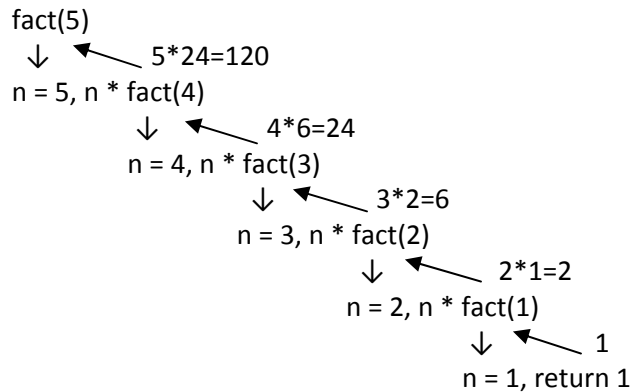 fact(5)
5*24=120
n = 5, n * fact(4)
4*6=24
n = 4, n * fact(3)
3*2=6
n = 3, n * fact(2)
2*1=2
n = 2, n * fact(1)
1
n = 1, return 1